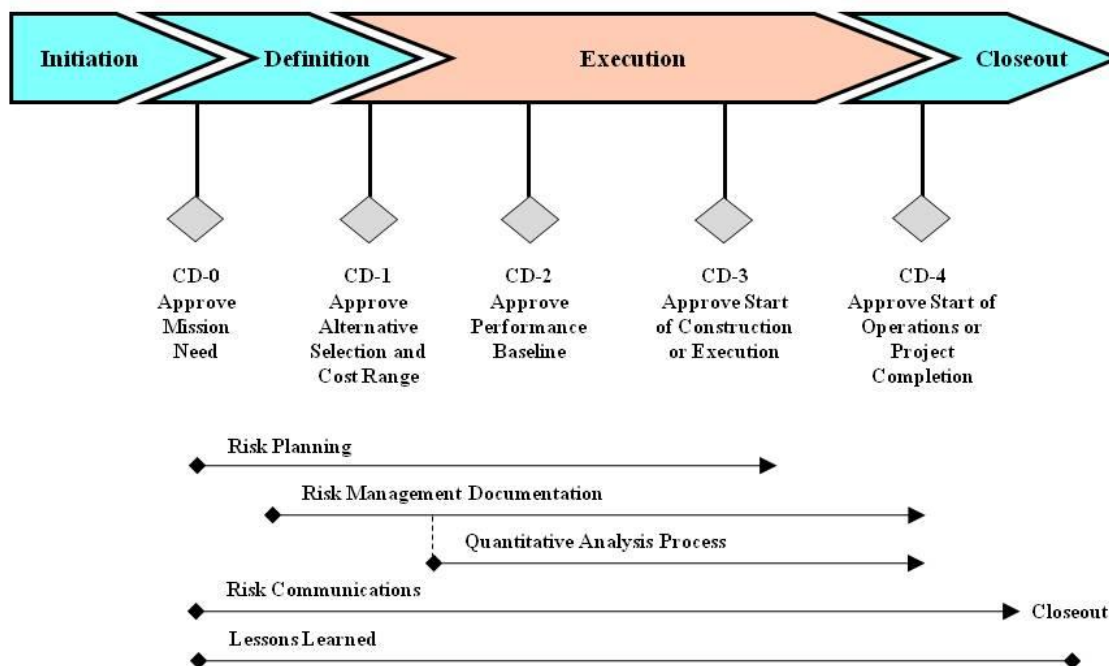 Initiation
Definition
Execution
Closeout
CD-0
Approve
Mission
Need
CD-1
Approve
Alternative
Selection and
Cost Range
CD-2
Approve
Performance
Baseline
CD-3
Approve Start
of Construction
or Execution
CD-4
Approve Start of
Operations or
Project
Completion
Risk Planning
Risk Management Documentation
Quantitative Analysis Process
Risk Communications
Closeout
Lessons Learned